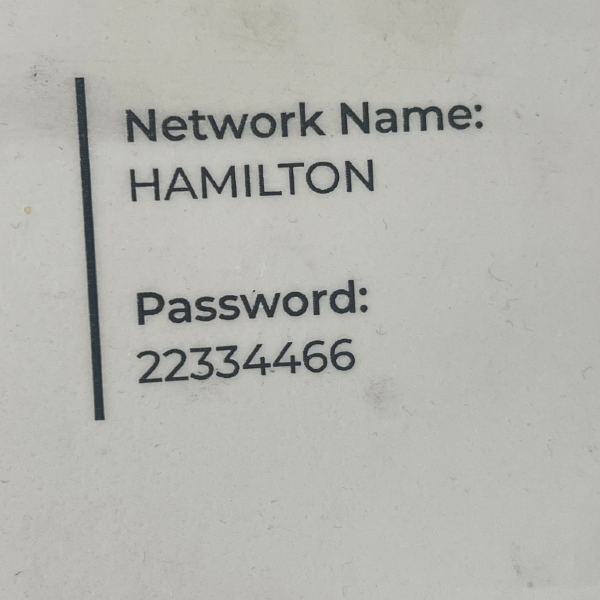 Network Name:
HAMILTON
Password:
22334466